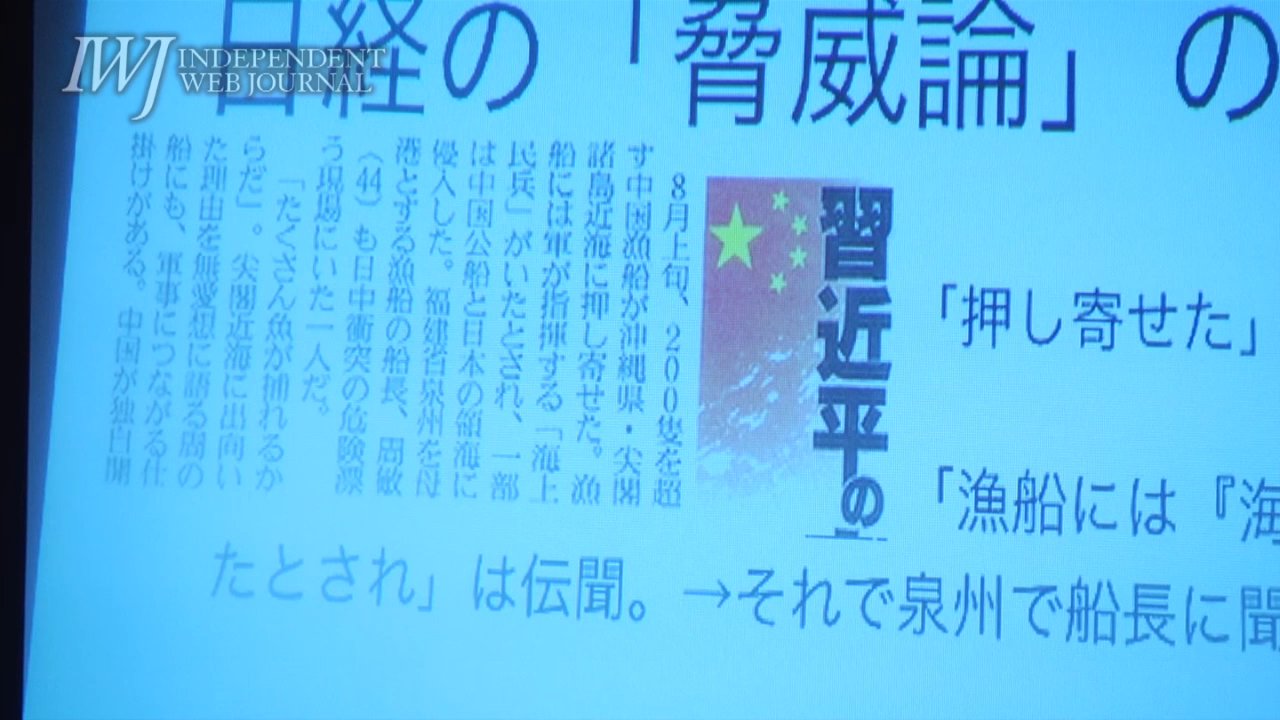 IWJ INDEPENDENT
WEB JOURNAL
日経の「脅威論」の
習近平の
8月上旬、200隻を超
す中国漁船が沖縄県・尖閣
諸島近海に押し寄せた。漁
船には軍が指揮する「海上
民兵」がいたとされ、一部
は中国公船と日本の領海に
侵入した。福建省泉州を母
港とする漁船の船長、周敏
(44)も日中衝突の危険漂
う現場にいた一人だ。
「たくさん魚が捕れるか
らだ」。尖閣近海に出向い
た理由を無愛想に語る周の
船にも、軍事につながる仕
掛けがある。中国が独自開
「押し寄せた」
「漁船には『海
たとされ」は伝聞。→それで泉州で船長に聞